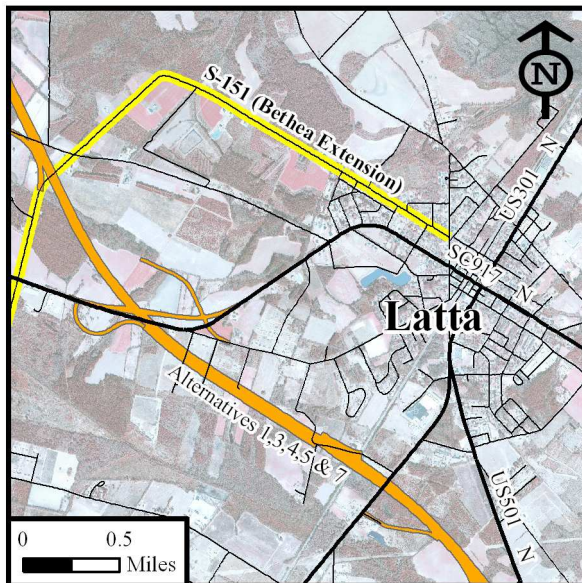 N
S-151 (Bethea Extension)
US301 N
SC917 N
Latta
Alternatives 1,3,4,5 & 7
US501 N
0 0.5
Miles